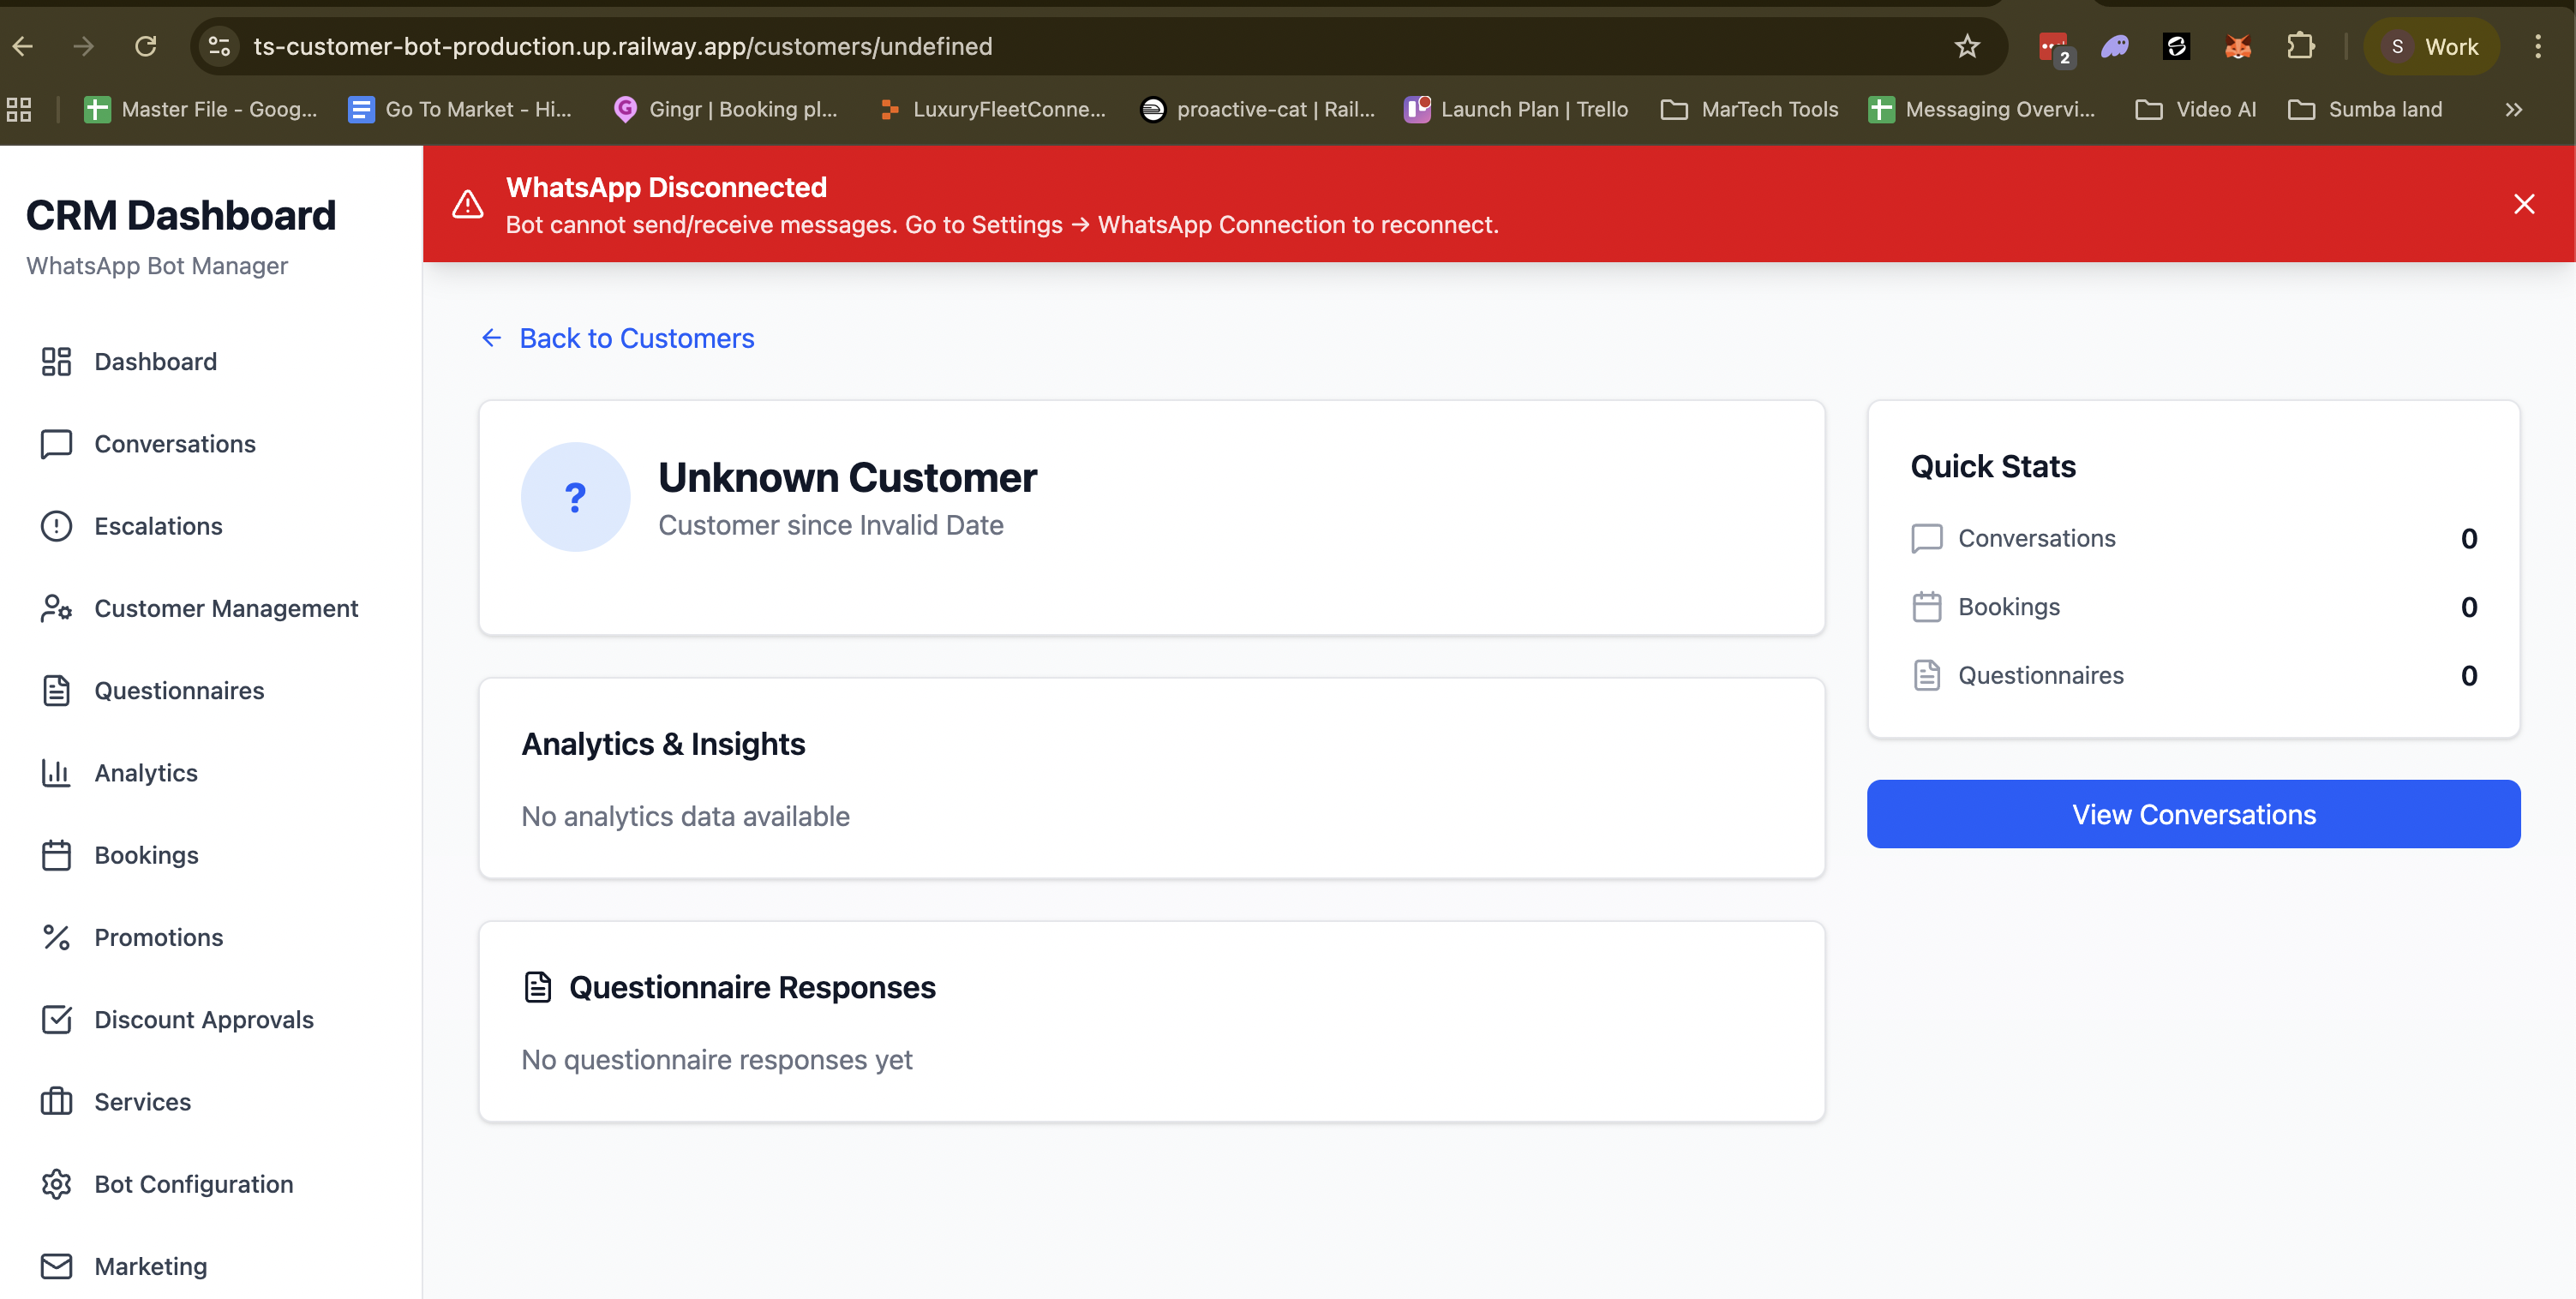 ts-customer-bot-production.up.railway.app/customers/undefined
2
S
Work
Master File - Goog...
Go To Market - Hi...
Gingr | Booking pl...
LuxuryFleetConne...
proactive-cat | Rail...
Launch Plan | Trello
MarTech Tools
Messaging Overvi...
Video AI
Sumba land
CRM Dashboard
WhatsApp Bot Manager
Dashboard
Conversations
Escalations
Customer Management
Questionnaires
Analytics
Bookings
Promotions
Discount Approvals
Services
Bot Configuration
Marketing
WhatsApp Disconnected
Bot cannot send/receive messages. Go to Settings → WhatsApp Connection to reconnect.
← Back to Customers
?
Unknown Customer
Customer since Invalid Date
Analytics & Insights
No analytics data available
Questionnaire Responses
No questionnaire responses yet
Quick Stats
Conversations 0
Bookings 0
Questionnaires 0
View Conversations